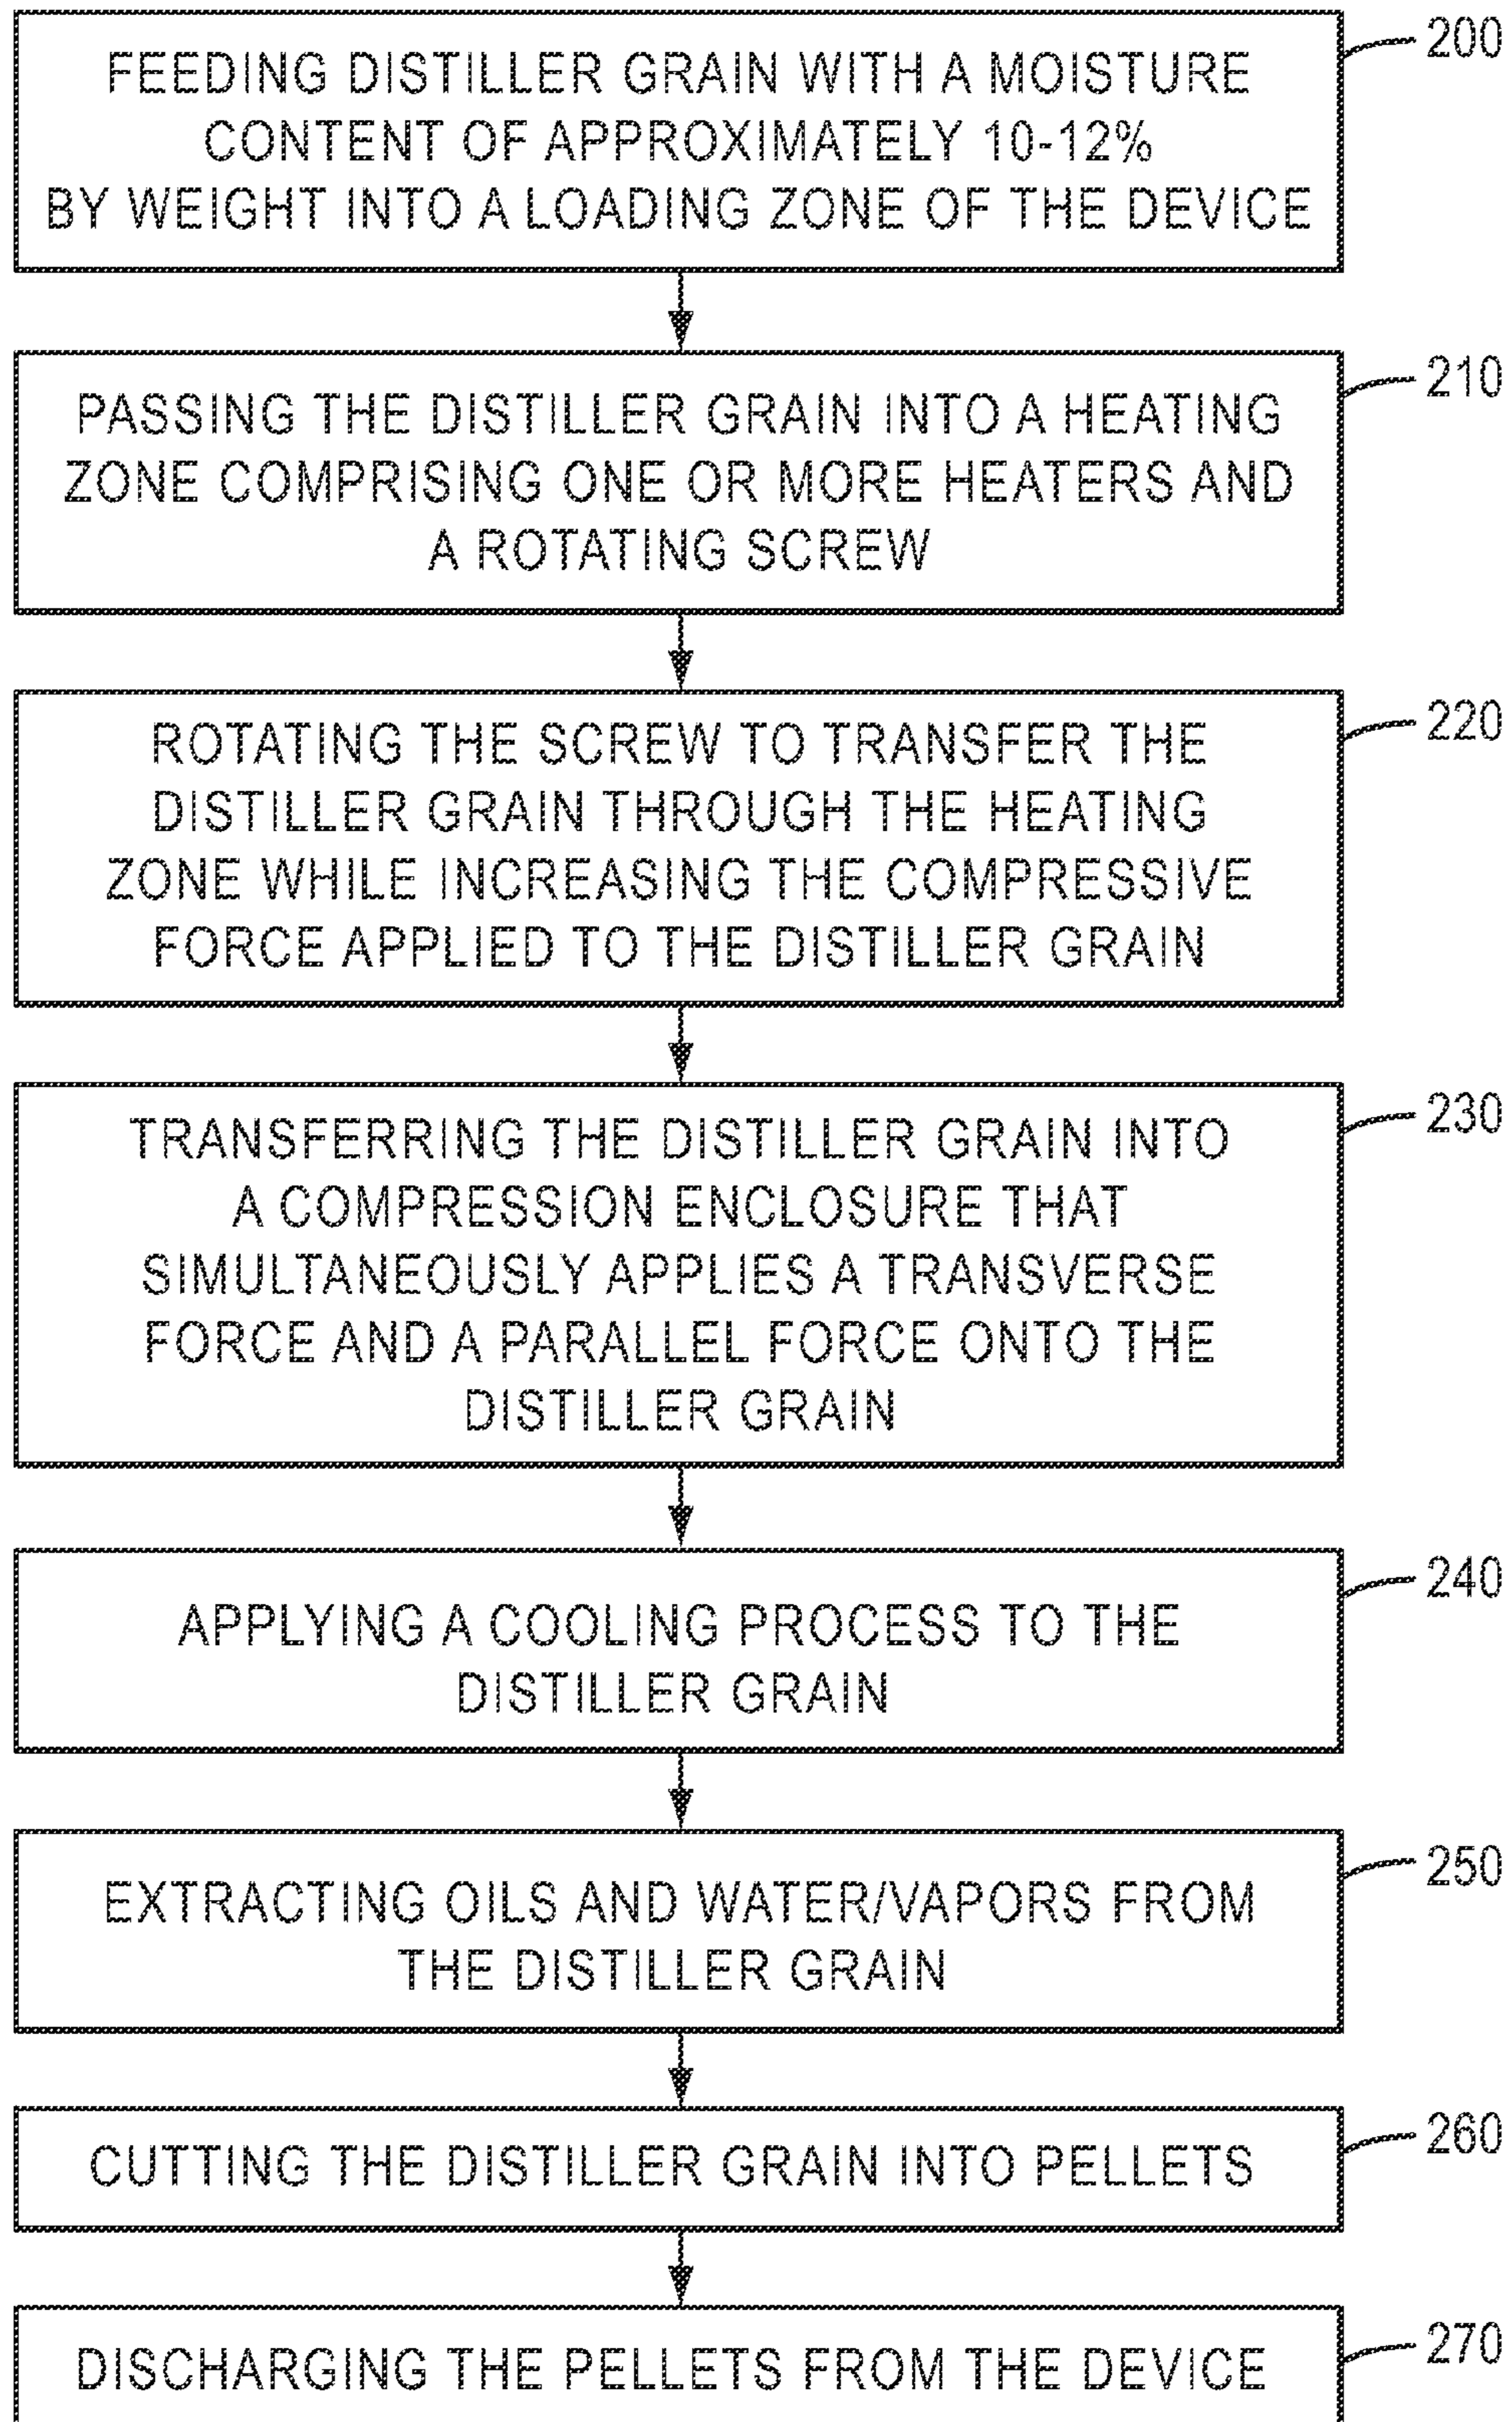 FEEDING DISTILLER GRAIN WITH A MOISTURE
CONTENT OF APPROXIMATELY 10-12%
BY WEIGHT INTO A LOADING ZONE OF THE DEVICE
200
PASSING THE DISTILLER GRAIN INTO A HEATING
ZONE COMPRISING ONE OR MORE HEATERS AND
A ROTATING SCREW
210
ROTATING THE SCREW TO TRANSFER THE
DISTILLER GRAIN THROUGH THE HEATING
ZONE WHILE INCREASING THE COMPRESSIVE
FORCE APPLIED TO THE DISTILLER GRAIN
220
TRANSFERRING THE DISTILLER GRAIN INTO
A COMPRESSION ENCLOSURE THAT
SIMULTANEOUSLY APPLIES A TRANSVERSE
FORCE AND A PARALLEL FORCE ONTO THE
DISTILLER GRAIN
230
APPLYING A COOLING PROCESS TO THE
DISTILLER GRAIN
240
EXTRACTING OILS AND WATER/VAPORS FROM
THE DISTILLER GRAIN
250
CUTTING THE DISTILLER GRAIN INTO PELLETS
260
DISCHARGING THE PELLETS FROM THE DEVICE
270